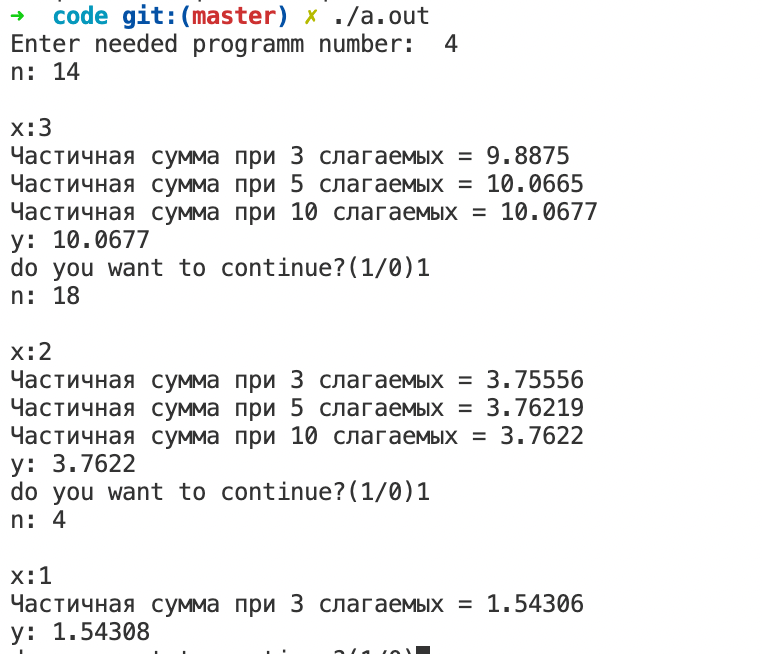 ➜  code git:(master) ✗ ./a.out
Enter needed programm number:  4
n: 14
x:3
Частичная сумма при 3 слагаемых = 9.8875
Частичная сумма при 5 слагаемых = 10.0665
Частичная сумма при 10 слагаемых = 10.0677
y: 10.0677
do you want to continue?(1/0)1
n: 18
x:2
Частичная сумма при 3 слагаемых = 3.75556
Частичная сумма при 5 слагаемых = 3.76219
Частичная сумма при 10 слагаемых = 3.7622
y: 3.7622
do you want to continue?(1/0)1
n: 4
x:1
Частичная сумма при 3 слагаемых = 1.54306
y: 1.54308